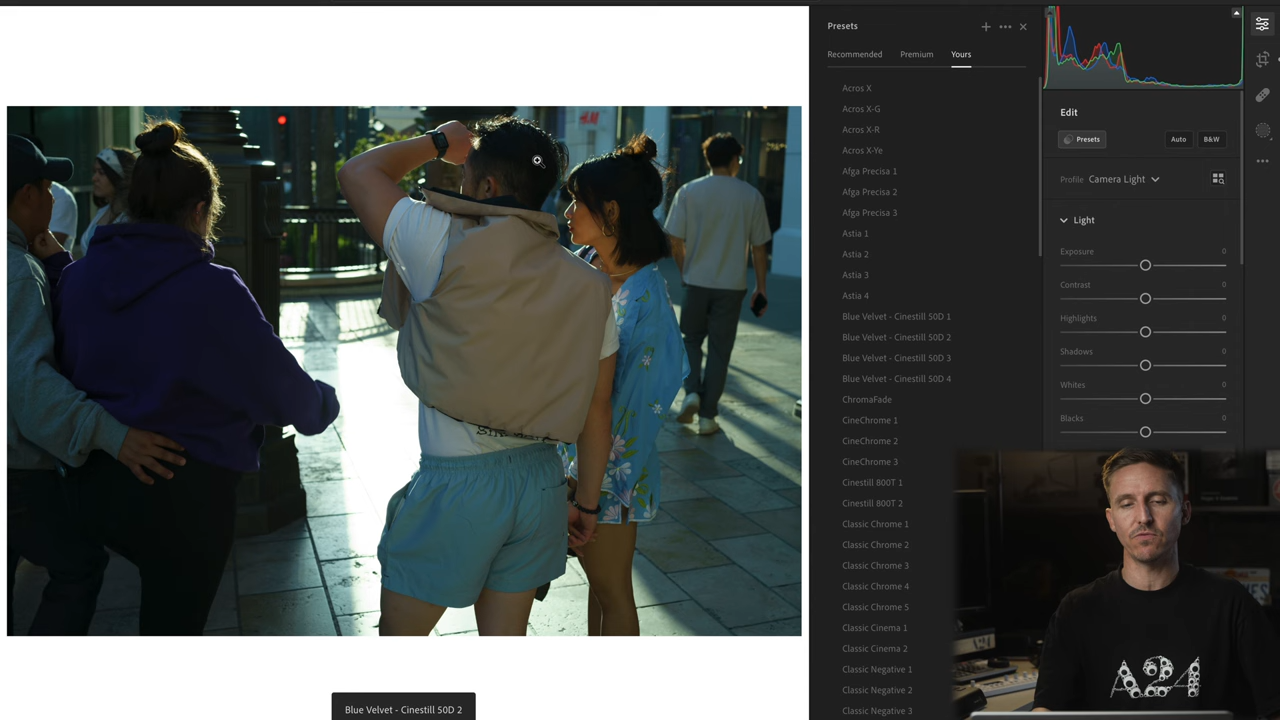 H&M
Blue Velvet - Cinestill 50D 2
Presets
Recommended Premium Yours
Acros X
Acros X-G
Acros X-R
Acros X-Ye
Afga Precisa 1
Afga Precisa 2
Afga Precisa 3
Astia 1
Astia 2
Astia 3
Astia 4
Blue Velvet - Cinestill 50D 1
Blue Velvet - Cinestill 50D 2
Blue Velvet - Cinestill 50D 3
Blue Velvet - Cinestill 50D 4
ChromaFade
CineChrome 1
CineChrome 2
CineChrome 3
Cinestill 800T 1
Cinestill 800T 2
Classic Chrome 1
Classic Chrome 2
Classic Chrome 3
Classic Chrome 4
Classic Chrome 5
Classic Cinema 1
Classic Cinema 2
Classic Negative 1
Classic Negative 2
Classic Negative 3
Edit
Presets Auto B&W
Profile Camera Light
Light
Exposure 0
Contrast 0
Highlights 0
Shadows 0
Whites 0
Blacks 0
A24